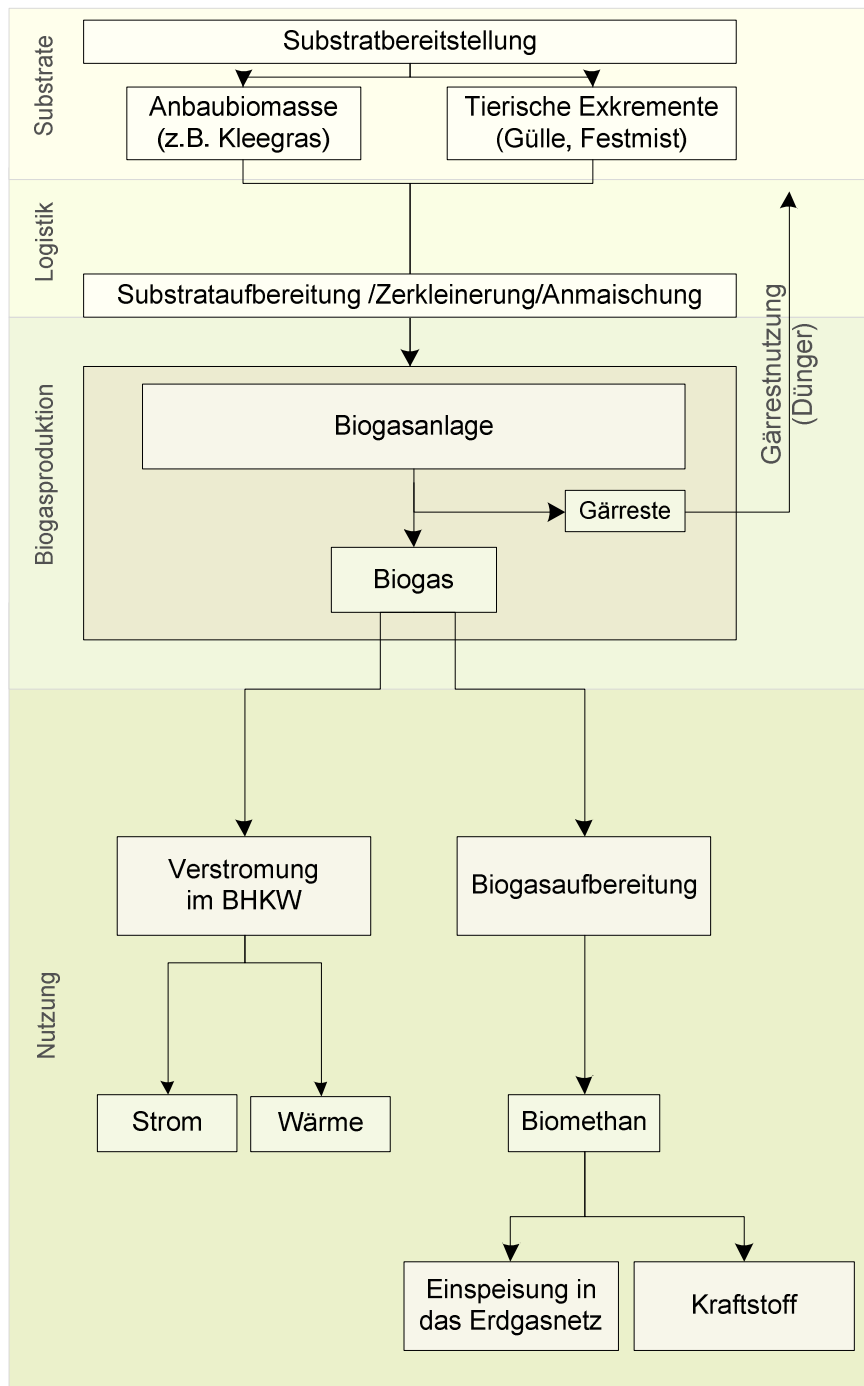 Substrate
Substratbereitstellung
Anbaubiomasse
(z.B. Kleegras)
Tierische Exkremente
(Gülle, Festmist)
Logistik
Substrataufbereitung /Zerkleinerung/Anmaischung
Gärrestnutzung
(Dünger)
Biogasproduktion
Biogasanlage
Gärreste
Biogas
Nutzung
Verstromung
im BHKW
Biogasaufbereitung
Strom
Wärme
Biomethan
Einspeisung in
das Erdgasnetz
Kraftstoff